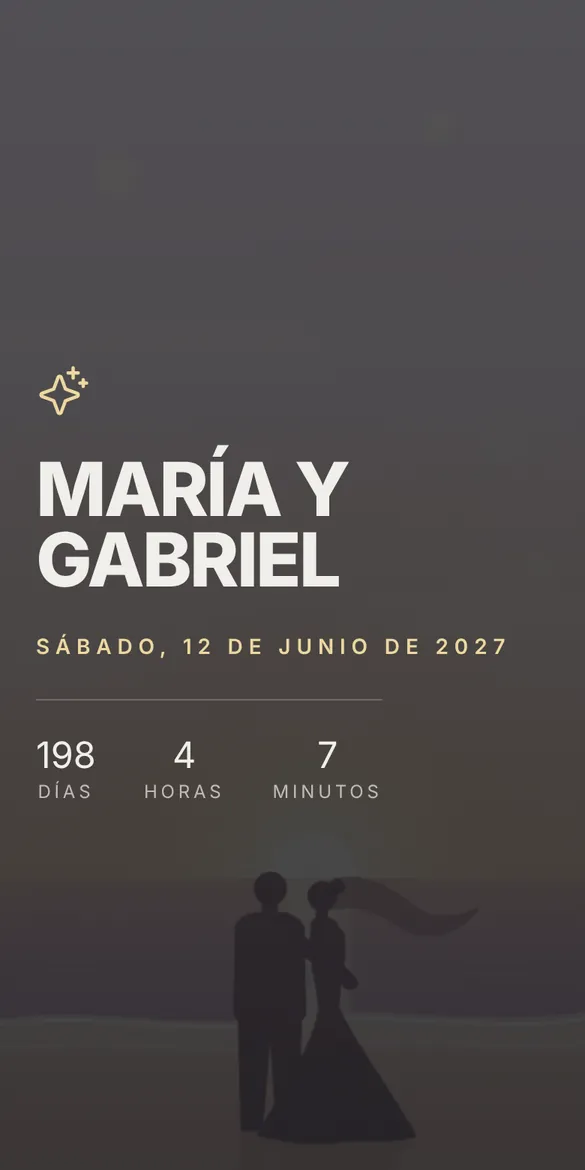 MARÍA Y
GABRIEL
SÁBADO, 12 DE JUNIO DE 2027
198 4 7
DÍAS HORAS MINUTOS